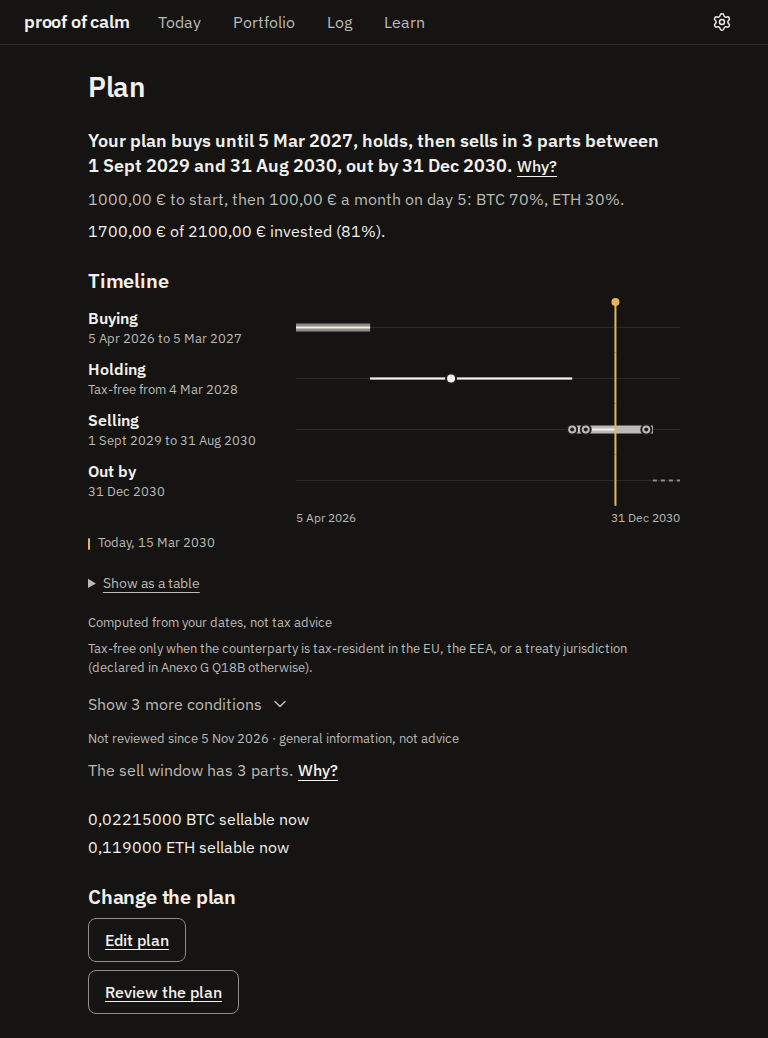 proof of calm Today Portfolio Log Learn
Plan
Your plan buys until 5 Mar 2027, holds, then sells in 3 parts between
1 Sept 2029 and 31 Aug 2030, out by 31 Dec 2030. Why?
1000,00 € to start, then 100,00 € a month on day 5: BTC 70%, ETH 30%.
1700,00 € of 2100,00 € invested (81%).
Timeline
Buying
5 Apr 2026 to 5 Mar 2027
Holding
Tax-free from 4 Mar 2028
Selling
1 Sept 2029 to 31 Aug 2030
Out by
31 Dec 2030
5 Apr 2026 31 Dec 2030
Today, 15 Mar 2030
Show as a table
Computed from your dates, not tax advice
Tax-free only when the counterparty is tax-resident in the EU, the EEA, or a treaty jurisdiction
(declared in Anexo G Q18B otherwise).
Show 3 more conditions
Not reviewed since 5 Nov 2026 · general information, not advice
The sell window has 3 parts. Why?
0,02215000 BTC sellable now
0,119000 ETH sellable now
Change the plan
Edit plan
Review the plan